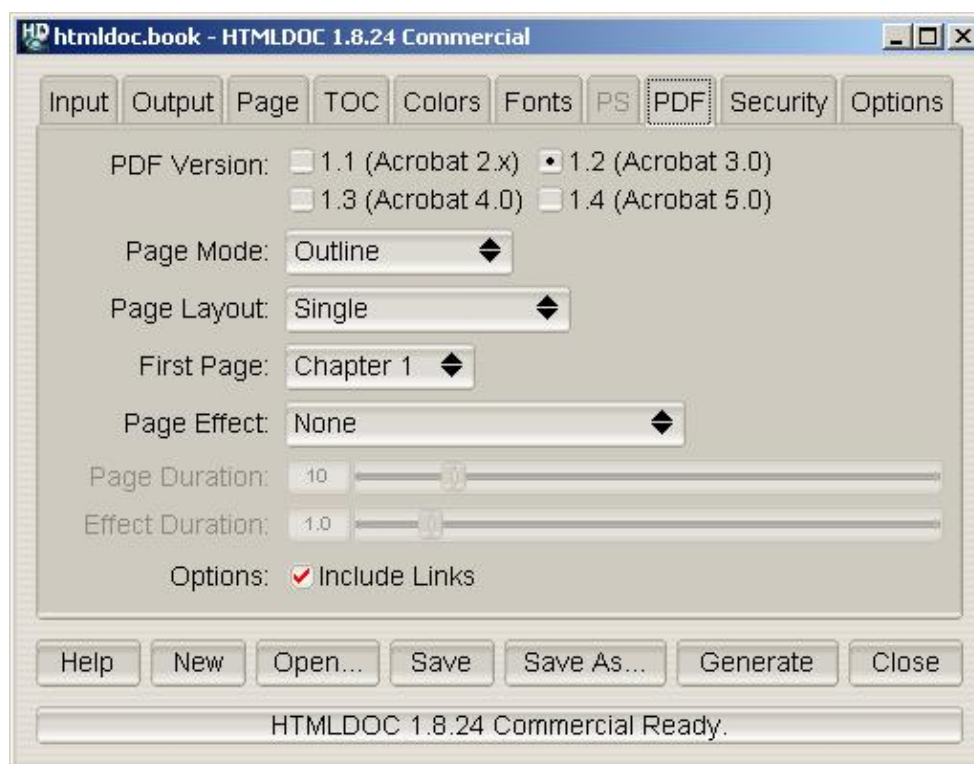 HD htmldoc.book - HTMLDOC 1.8.24 Commercial
Input Output Page TOC Colors Fonts PS PDF Security Options
PDF Version: 1.1 (Acrobat 2.x) 1.2 (Acrobat 3.0)
1.3 (Acrobat 4.0) 1.4 (Acrobat 5.0)
Page Mode: Outline
Page Layout: Single
First Page: Chapter 1
Page Effect: None
Page Duration: 10
Effect Duration: 1.0
Options: Include Links
Help New Open... Save Save As... Generate Close
HTMLDOC 1.8.24 Commercial Ready.